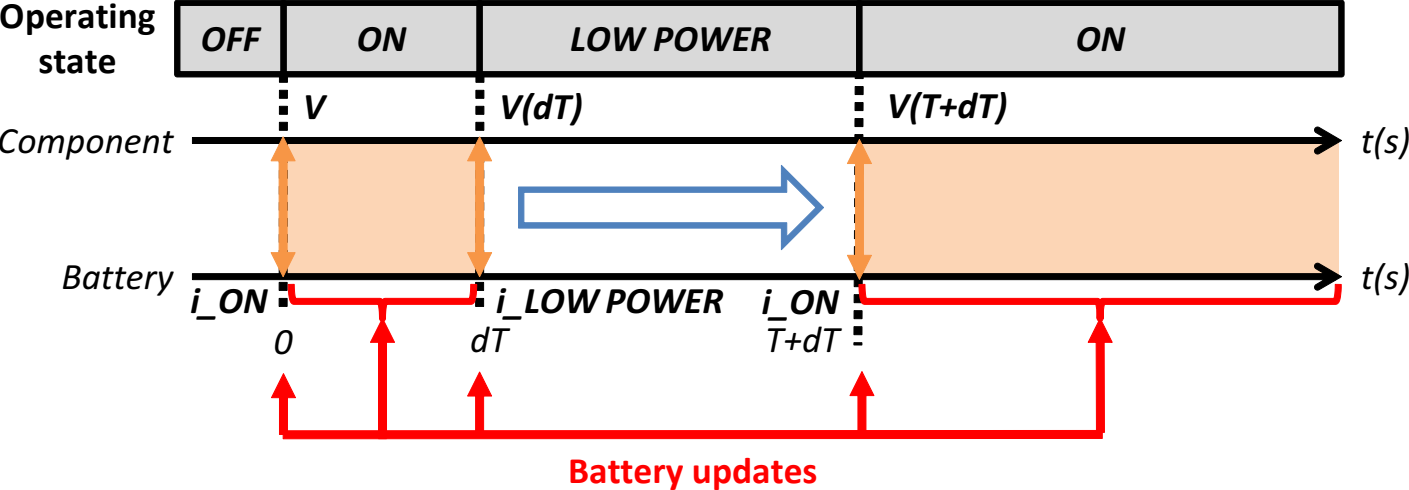 Operating
state
OFF ON LOW POWER ON
V V(dT) V(T+dT)
Component t(s)
Battery t(s)
i_ON i_LOW POWER i_ON
0 dT T+dT
Battery updates